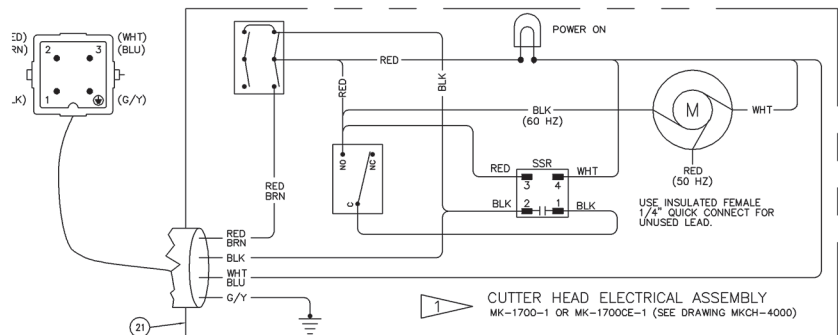 (WHT)
2 3 (BLU)
1 (G/Y)
POWER ON
RED
BLK
RED
BLK
(60 HZ)
M
WHT
RED
(50 HZ)
NO NC
C
RED SSR WHT
3 4
BLK 2 1 BLK
USE INSULATED FEMALE
1/4" QUICK CONNECT FOR
UNUSED LEAD.
RED
BRN
RED
BRN
BLK
WHT
BLU
G/Y
21
1
CUTTER HEAD ELECTRICAL ASSEMBLY
MK-1700-1 OR MK-1700CE-1 (SEE DRAWING MKCH-4000)